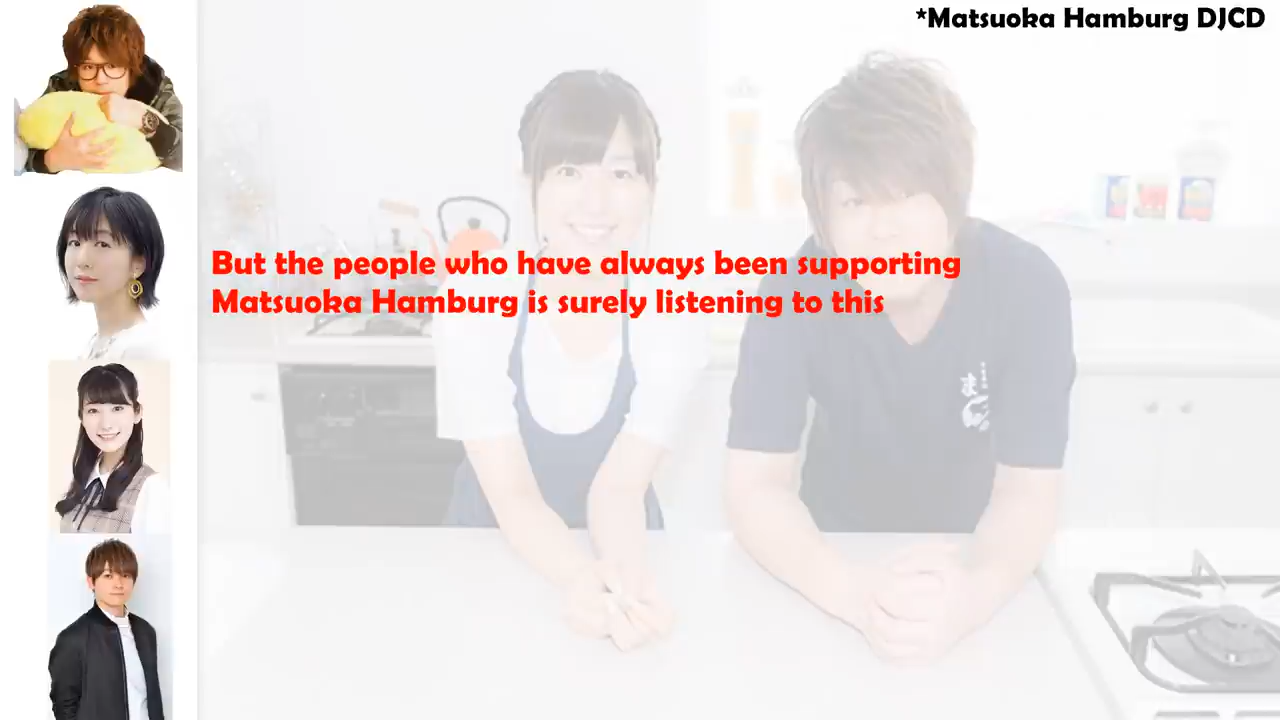 *Matsuoka Hamburg DJCD
But the people who have always been supporting
Matsuoka Hamburg is surely listening to this